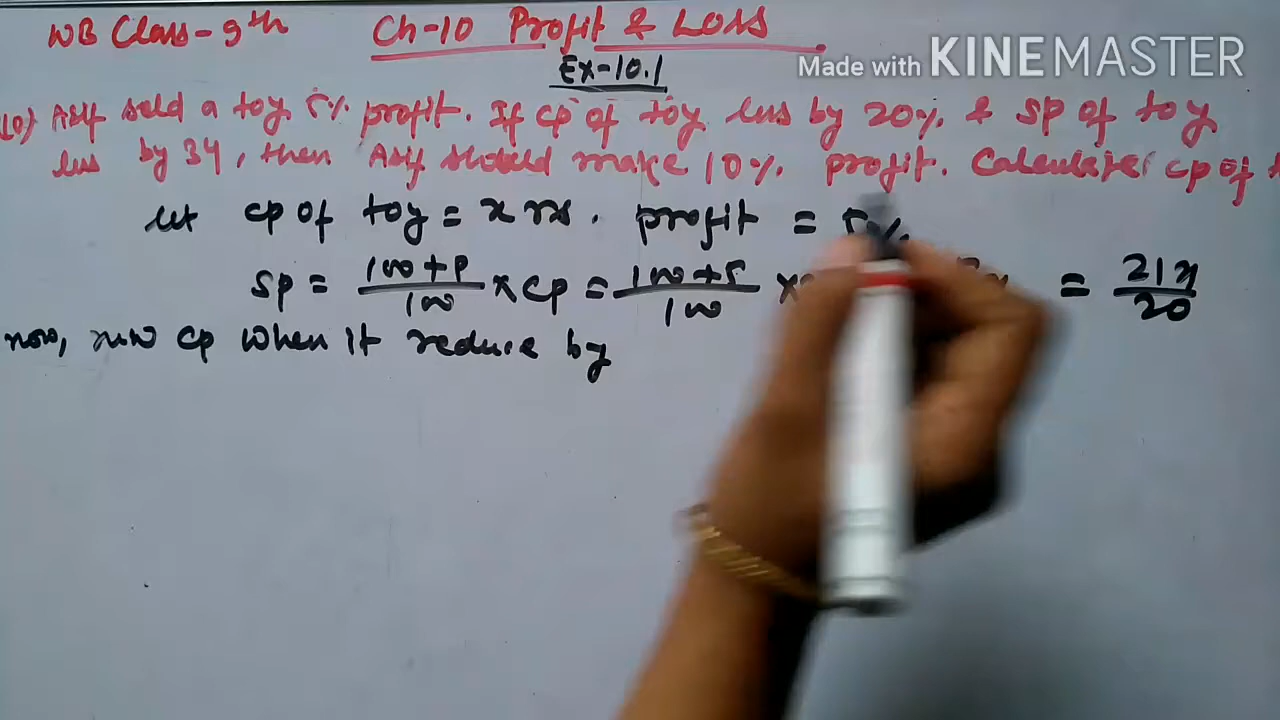 WB Class-9th Ch-10 Profit & Loss
Made with KINEMASTER
Ex-10.1
10) Asif sold a toy 5% profit. If cp of toy less by 20% & sp of toy
less by 34, then Asif should make 10% profit. Calculate cp of
let cp of toy = x rs. profit = 5%
sp = 100+P/100 × cp = 100+5/100 × = 21x/20
now, new cp when it reduce by